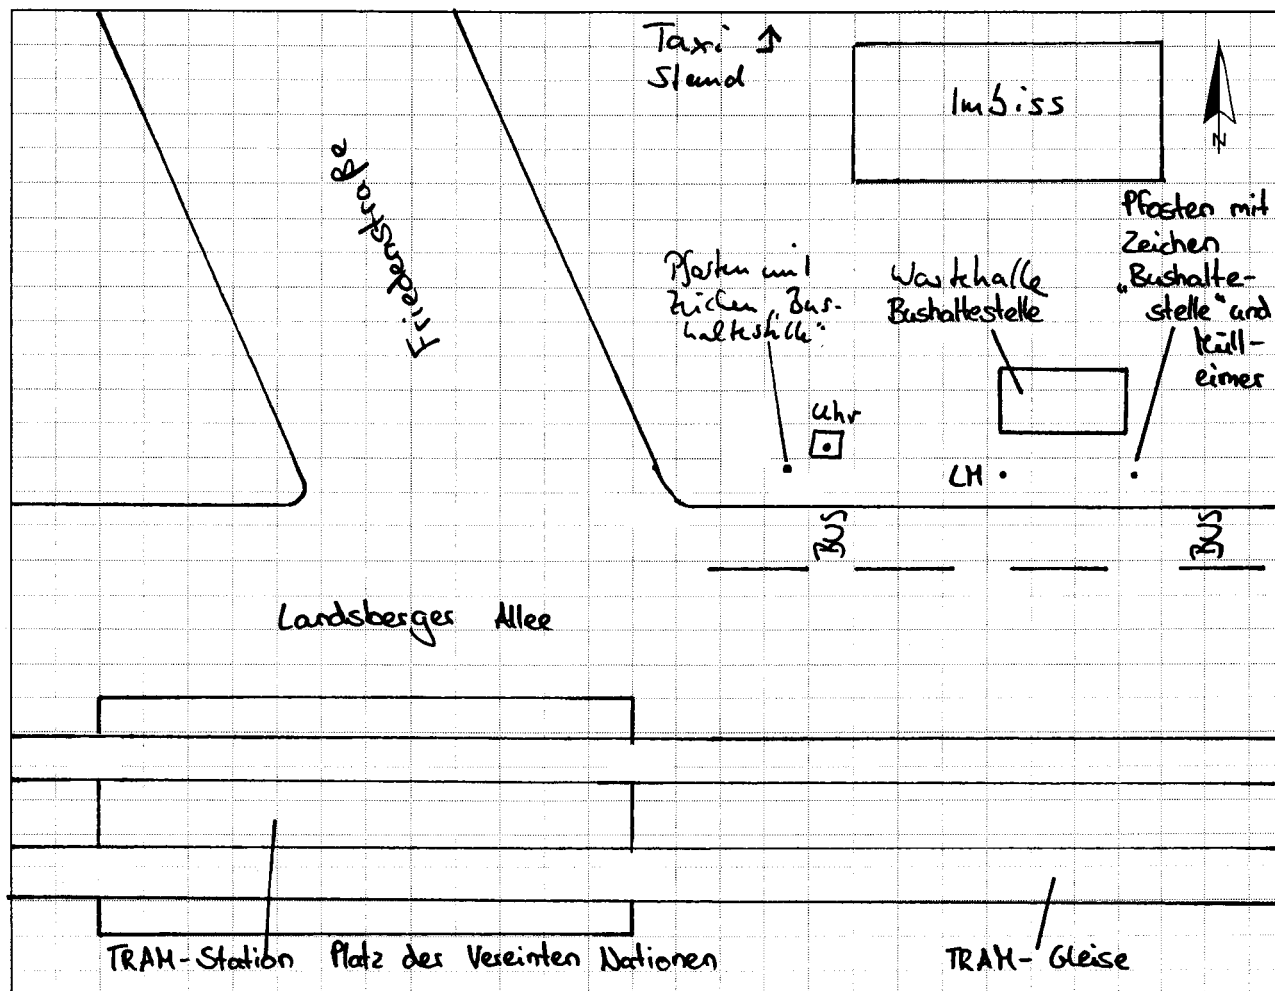 Taxi ↑
Stand
Imbiss
N
Friedenstraße
Pfosten mit
Zeichen „Bus-
haltestelle“
Wartehalle
Bushaltestelle
Pfosten mit
Zeichen
„Bushalte-
stelle“ und
Müll-
eimer
Uhr
LM
BUS
BUS
Landsberger Allee
TRAM-Station Platz der Vereinten Nationen
TRAM-Gleise